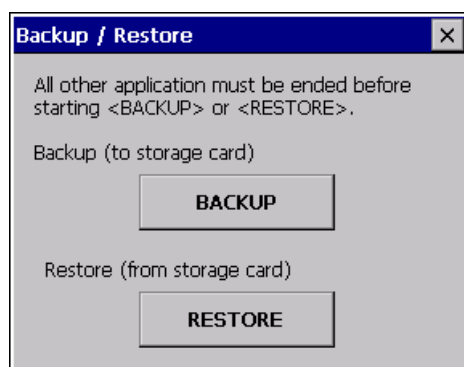 Backup / Restore
All other application must be ended before
starting <BACKUP> or <RESTORE>.
Backup (to storage card)
BACKUP
Restore (from storage card)
RESTORE